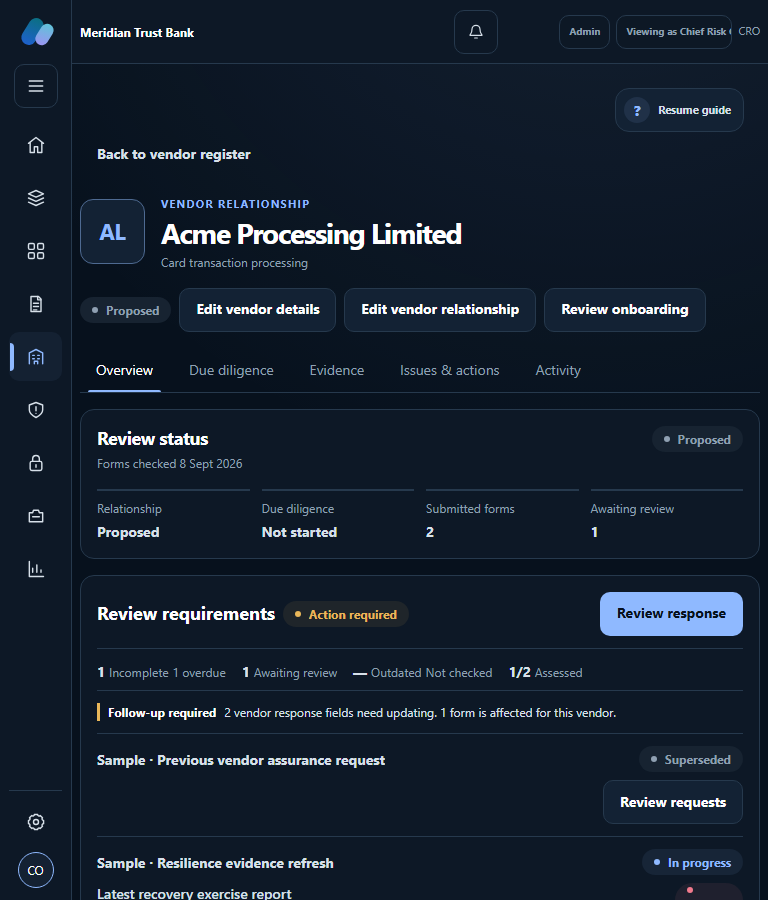 Meridian Trust Bank
Admin
Viewing as Chief Risk
CRO
? Resume guide
Back to vendor register
AL
VENDOR RELATIONSHIP
Acme Processing Limited
Card transaction processing
Proposed
Edit vendor details
Edit vendor relationship
Review onboarding
Overview
Due diligence
Evidence
Issues & actions
Activity
Review status
Proposed
Forms checked 8 Sept 2026
Relationship
Due diligence
Submitted forms
Awaiting review
Proposed
Not started
2
1
Review requirements
Action required
Review response
1 Incomplete 1 overdue
1 Awaiting review
— Outdated Not checked
1/2 Assessed
Follow-up required 2 vendor response fields need updating. 1 form is affected for this vendor.
Sample · Previous vendor assurance request
Superseded
Review requests
Sample · Resilience evidence refresh
In progress
Latest recovery exercise report
CO